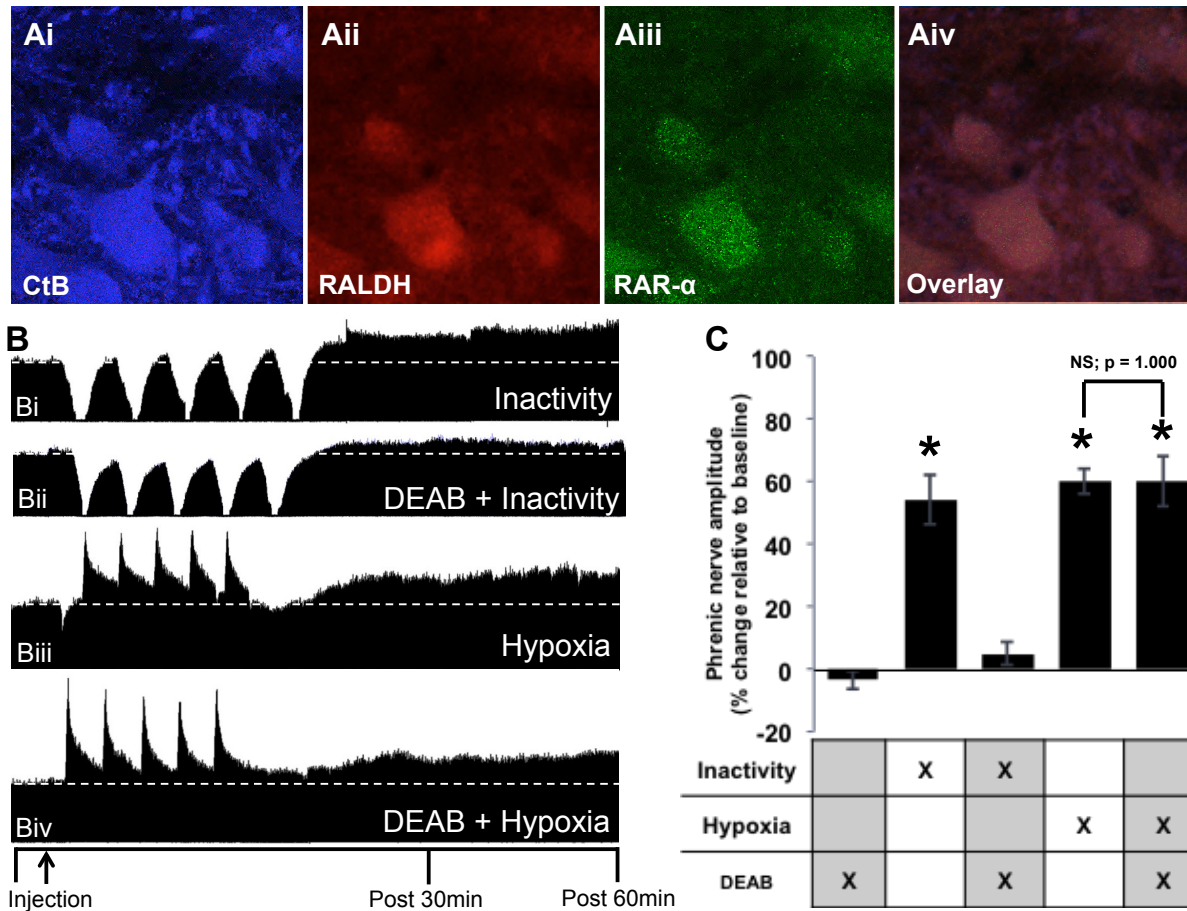 Ai
Aii
Aiii
Aiv
CtB
RALDH
RAR-α
Overlay
B
Bi
Inactivity
Bii
DEAB + Inactivity
Biii
Hypoxia
Biv
DEAB + Hypoxia
Injection
Post 30min
Post 60min
C
NS; p = 1.000
Phrenic nerve amplitude
(% change relative to baseline)
100
80
60
40
20
0
-20
* * *
Inactivity X X
Hypoxia X X
DEAB X X X